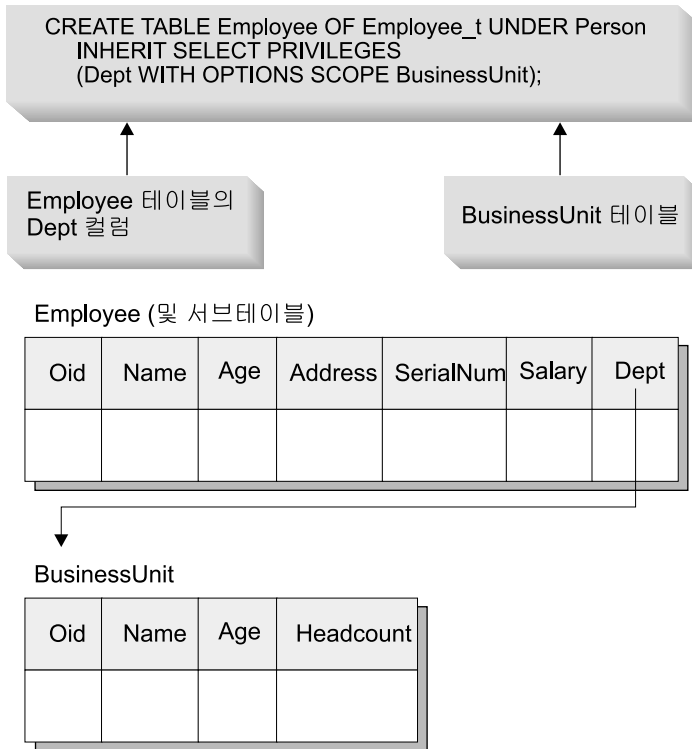 CREATE TABLE Employee OF Employee_t UNDER Person
INHERIT SELECT PRIVILEGES
(Dept WITH OPTIONS SCOPE BusinessUnit);
Employee 테이블의
Dept 컬럼
BusinessUnit 테이블
Employee (및 서브테이블)
Oid Name Age Address SerialNum Salary Dept
BusinessUnit
Oid Name Age Headcount